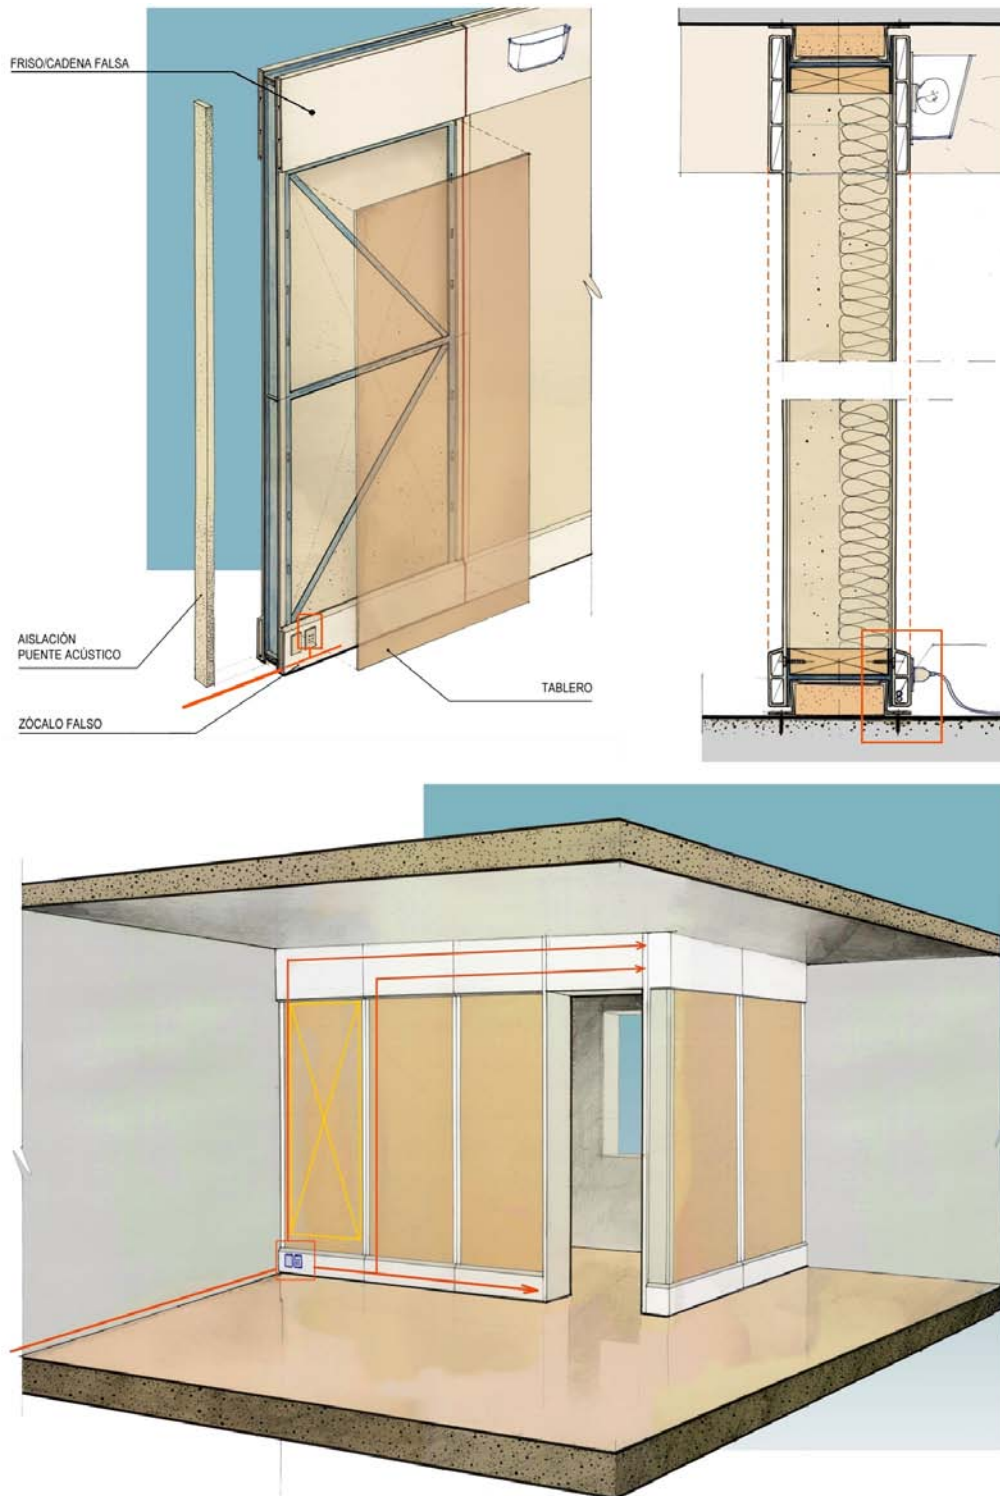 FRISO/CADENA FALSA
AISLACIÓN
PUENTE ACÚSTICO
TABLERO
ZÓCALO FALSO